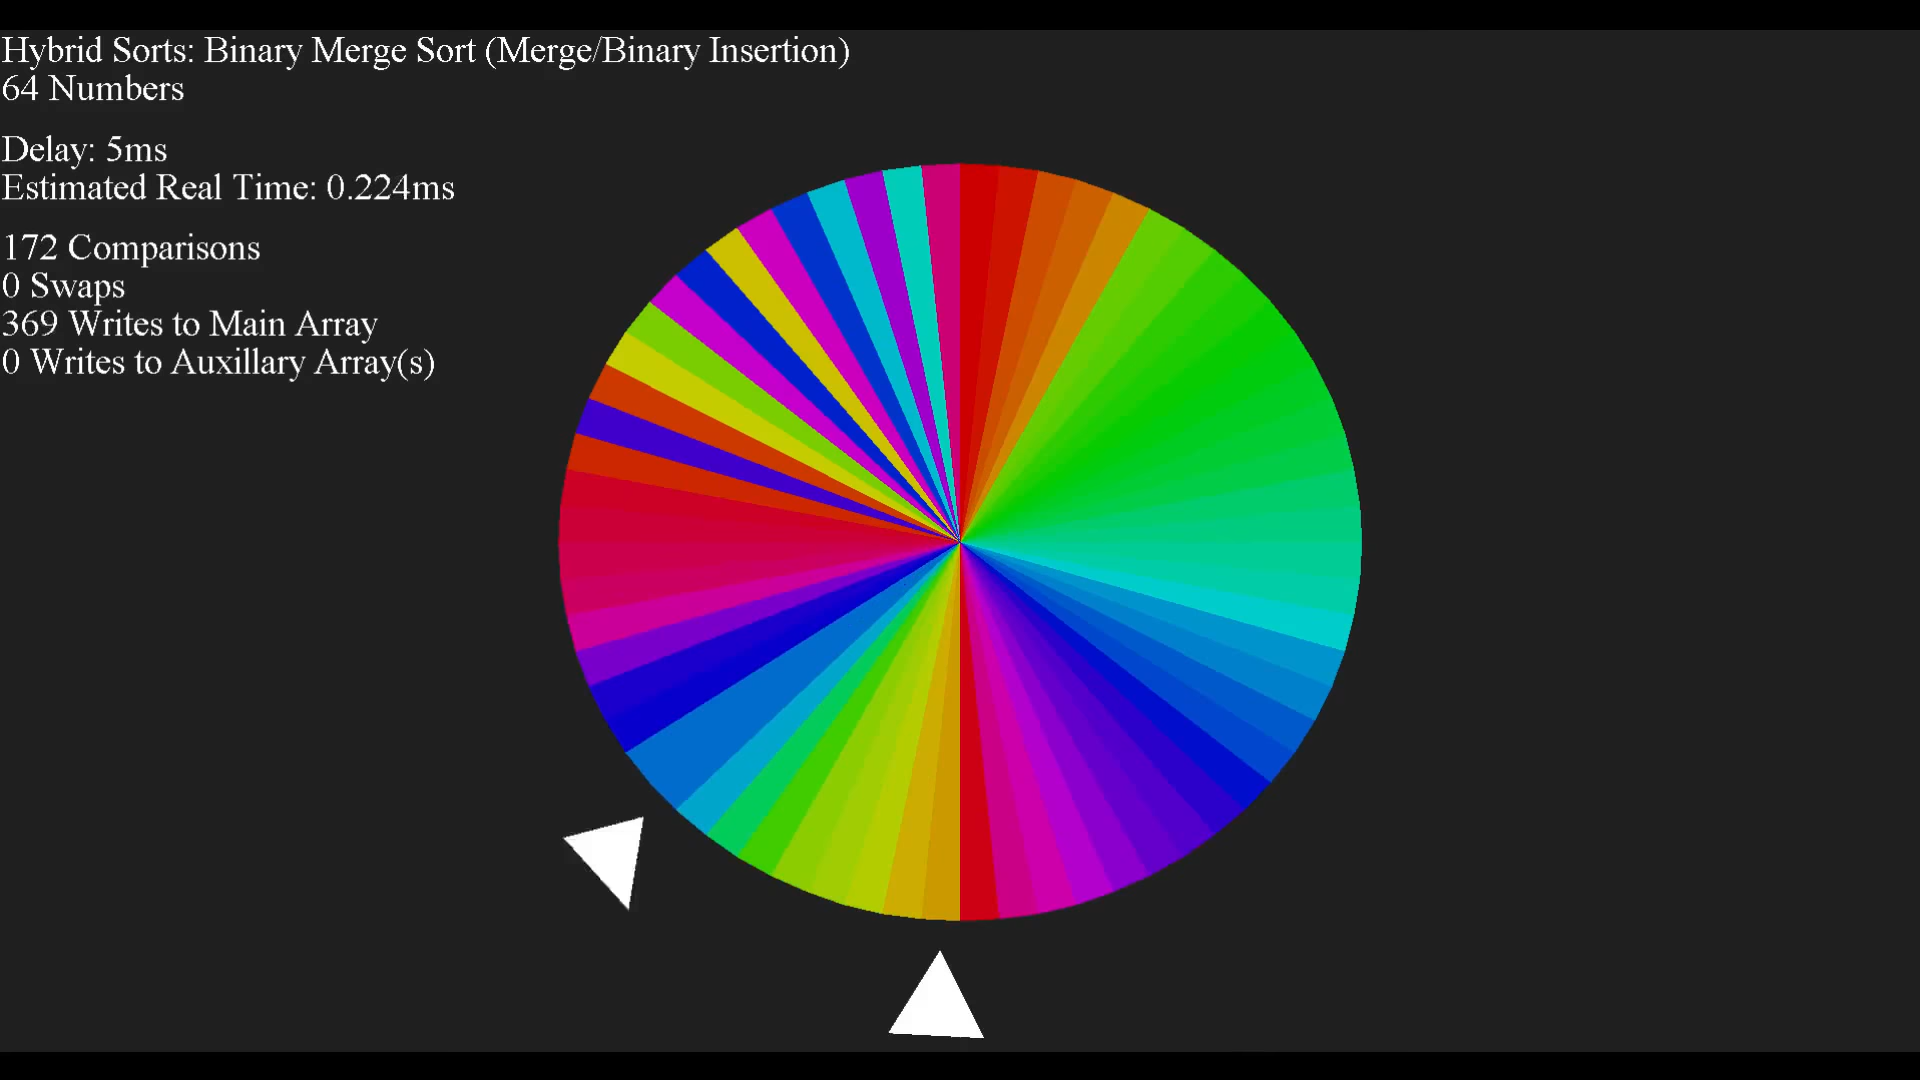 Hybrid Sorts: Binary Merge Sort (Merge/Binary Insertion)
64 Numbers
Delay: 5ms
Estimated Real Time: 0.224ms
172 Comparisons
0 Swaps
369 Writes to Main Array
0 Writes to Auxillary Array(s)